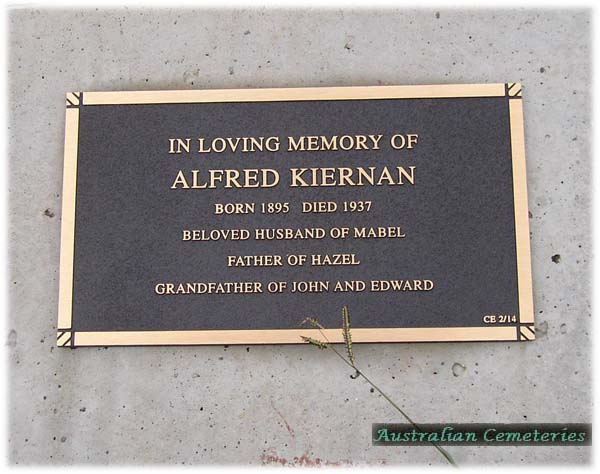 IN LOVING MEMORY OF
ALFRED KIERNAN
BORN 1895 DIED 1937
BELOVED HUSBAND OF MABEL
FATHER OF HAZEL
GRANDFATHER OF JOHN AND EDWARD
CE 2/14
Australian Cemeteries